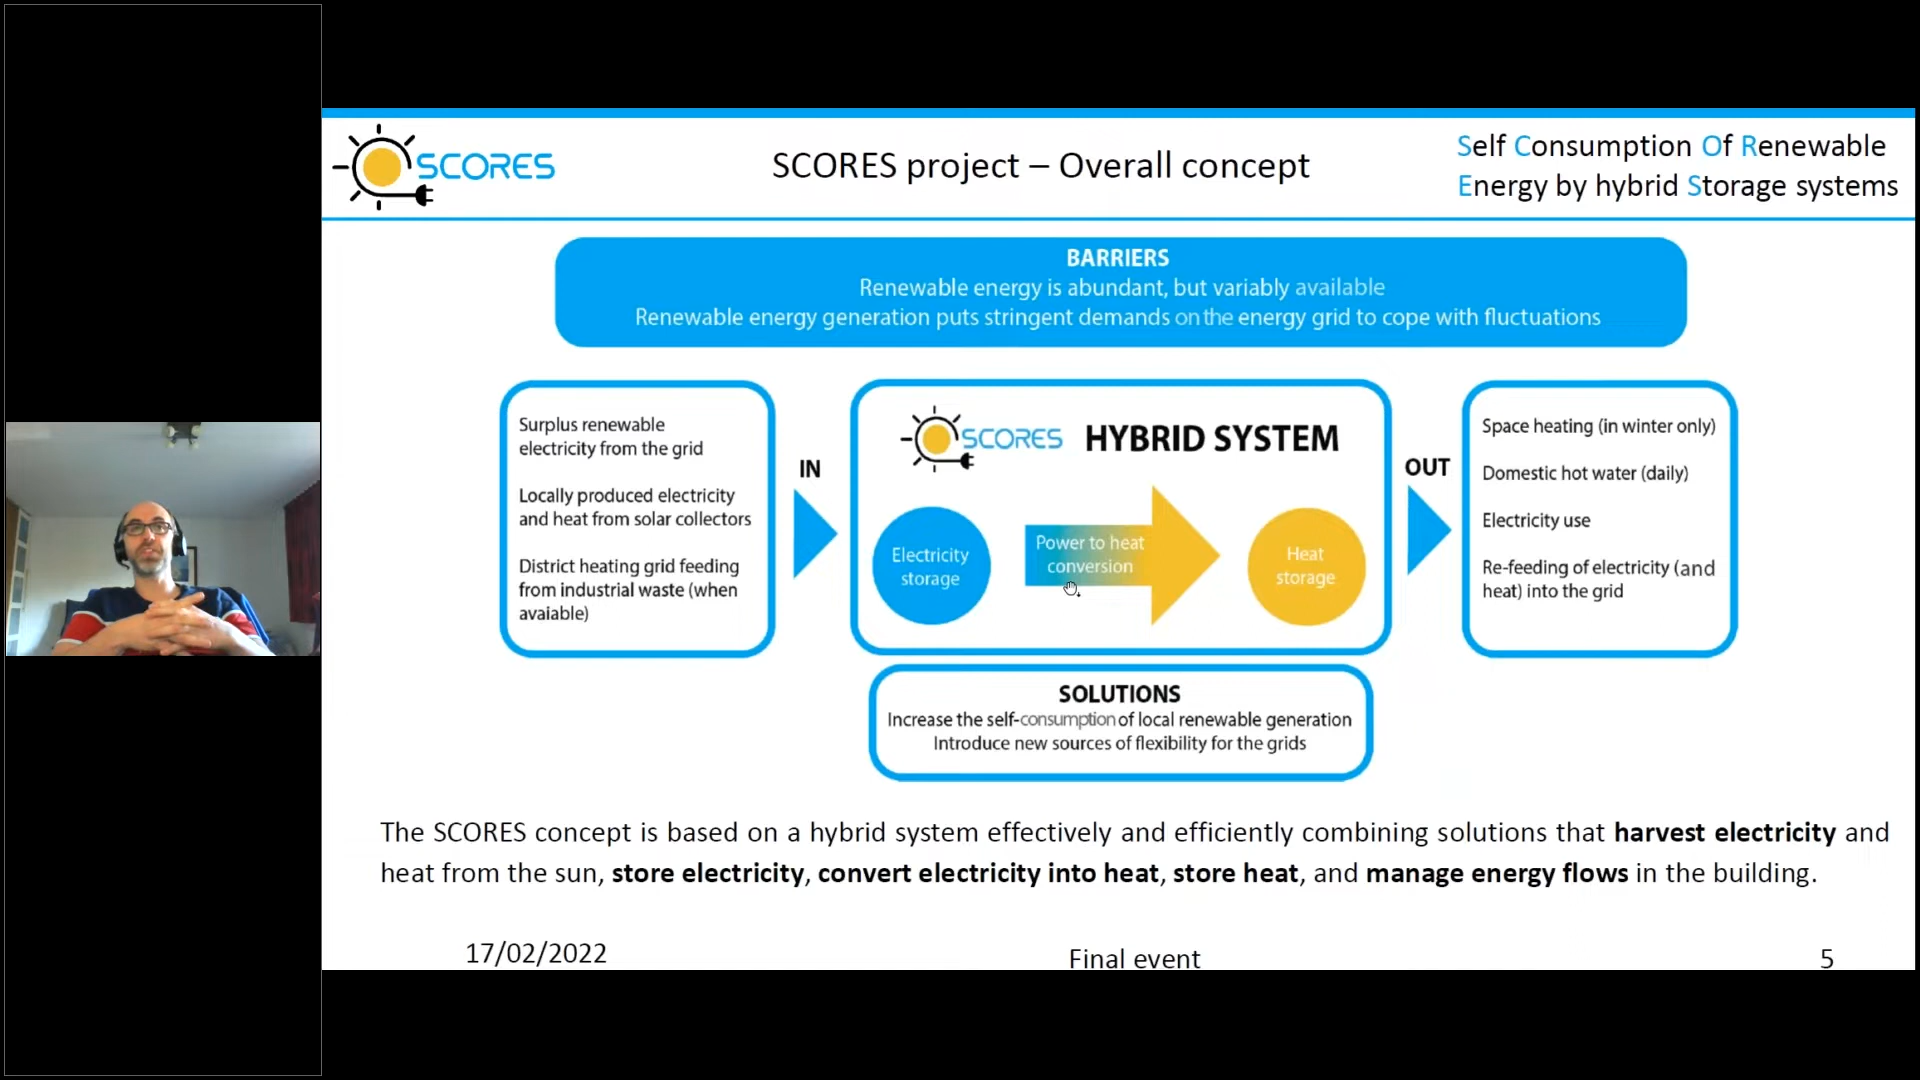 SCORES
SCORES project – Overall concept
Self Consumption Of Renewable
Energy by hybrid Storage systems
BARRIERS
Renewable energy is abundant, but variably available
Renewable energy generation puts stringent demands on the energy grid to cope with fluctuations
Surplus renewable
electricity from the grid
Locally produced electricity
and heat from solar collectors
District heating grid feeding
from industrial waste (when
avaiable)
IN
SCORES HYBRID SYSTEM
Electricity
storage
Power to heat
conversion
Heat
storage
OUT
Space heating (in winter only)
Domestic hot water (daily)
Electricity use
Re-feeding of electricity (and
heat) into the grid
SOLUTIONS
Increase the self-consumption of local renewable generation
Introduce new sources of flexibility for the grids
The SCORES concept is based on a hybrid system effectively and efficiently combining solutions that harvest electricity and
heat from the sun, store electricity, convert electricity into heat, store heat, and manage energy flows in the building.
17/02/2022
Final event
5